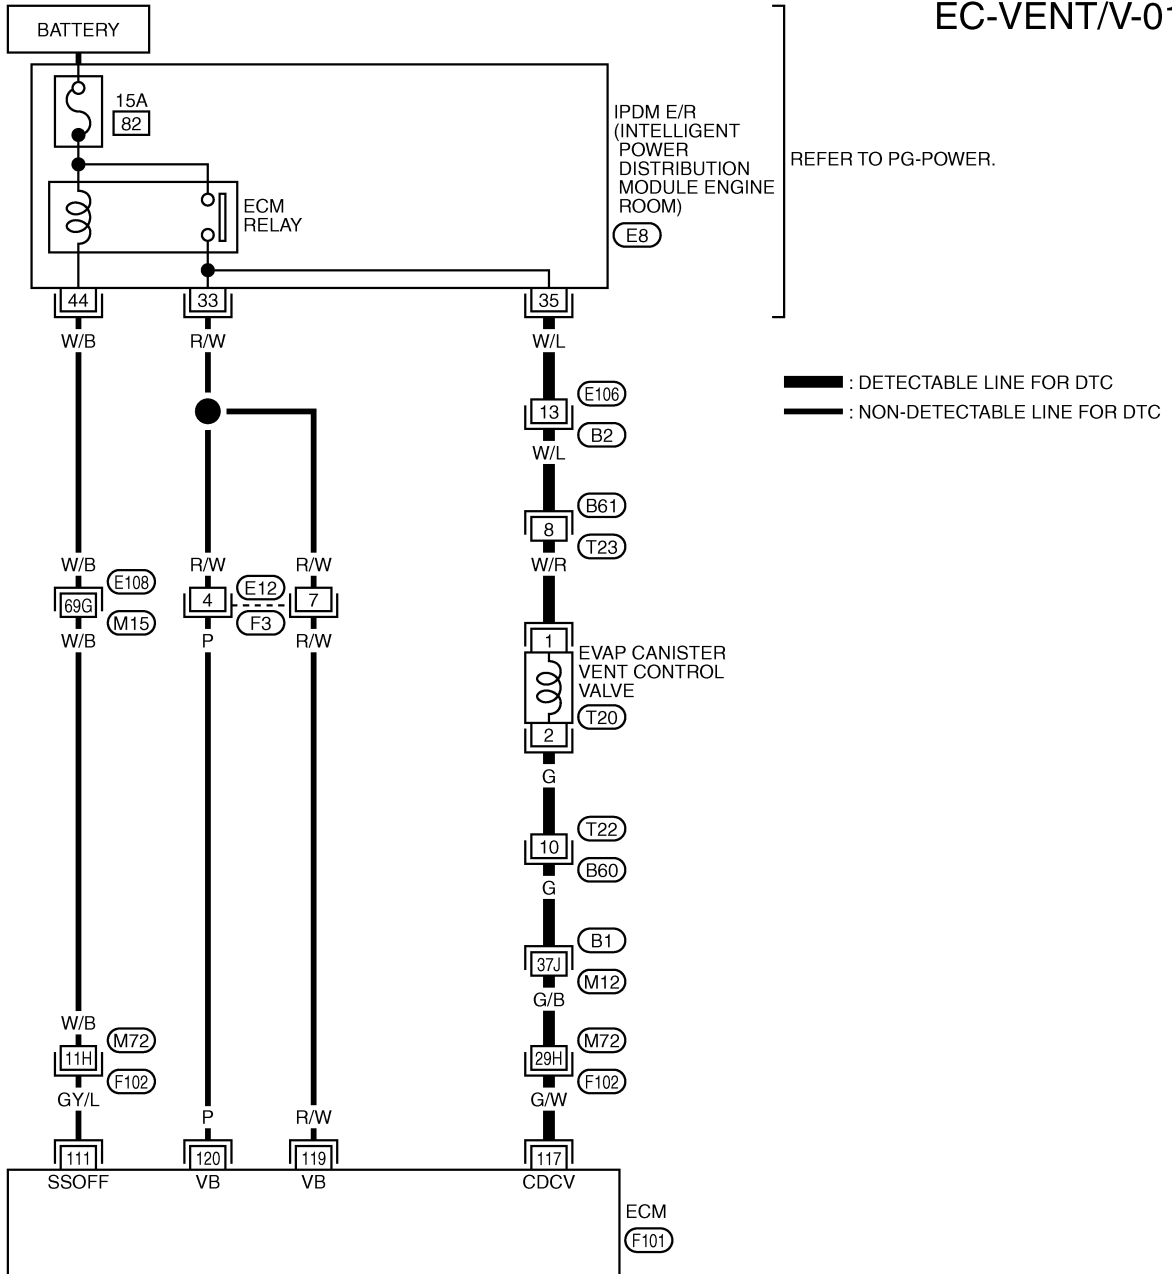 EC-VENT/V-01
BATTERY
15A
82
IPDM E/R
(INTELLIGENT
POWER
DISTRIBUTION
MODULE ENGINE
ROOM)
E8
REFER TO PG-POWER.
ECM
RELAY
44
33
35
W/B
R/W
W/L
: DETECTABLE LINE FOR DTC
: NON-DETECTABLE LINE FOR DTC
E106
13
B2
W/L
B61
8
T23
W/B
R/W
R/W
W/R
69G
E108
M15
4
E12
F3
7
W/B
P
R/W
1
EVAP CANISTER
VENT CONTROL
VALVE
T20
2
G
T22
10
B60
G
B1
37J
M12
G/B
W/B
M72
11H
F102
GY/L
M72
29H
F102
G/W
P
R/W
111
120
119
117
SSOFF
VB
VB
CDCV
ECM
F101